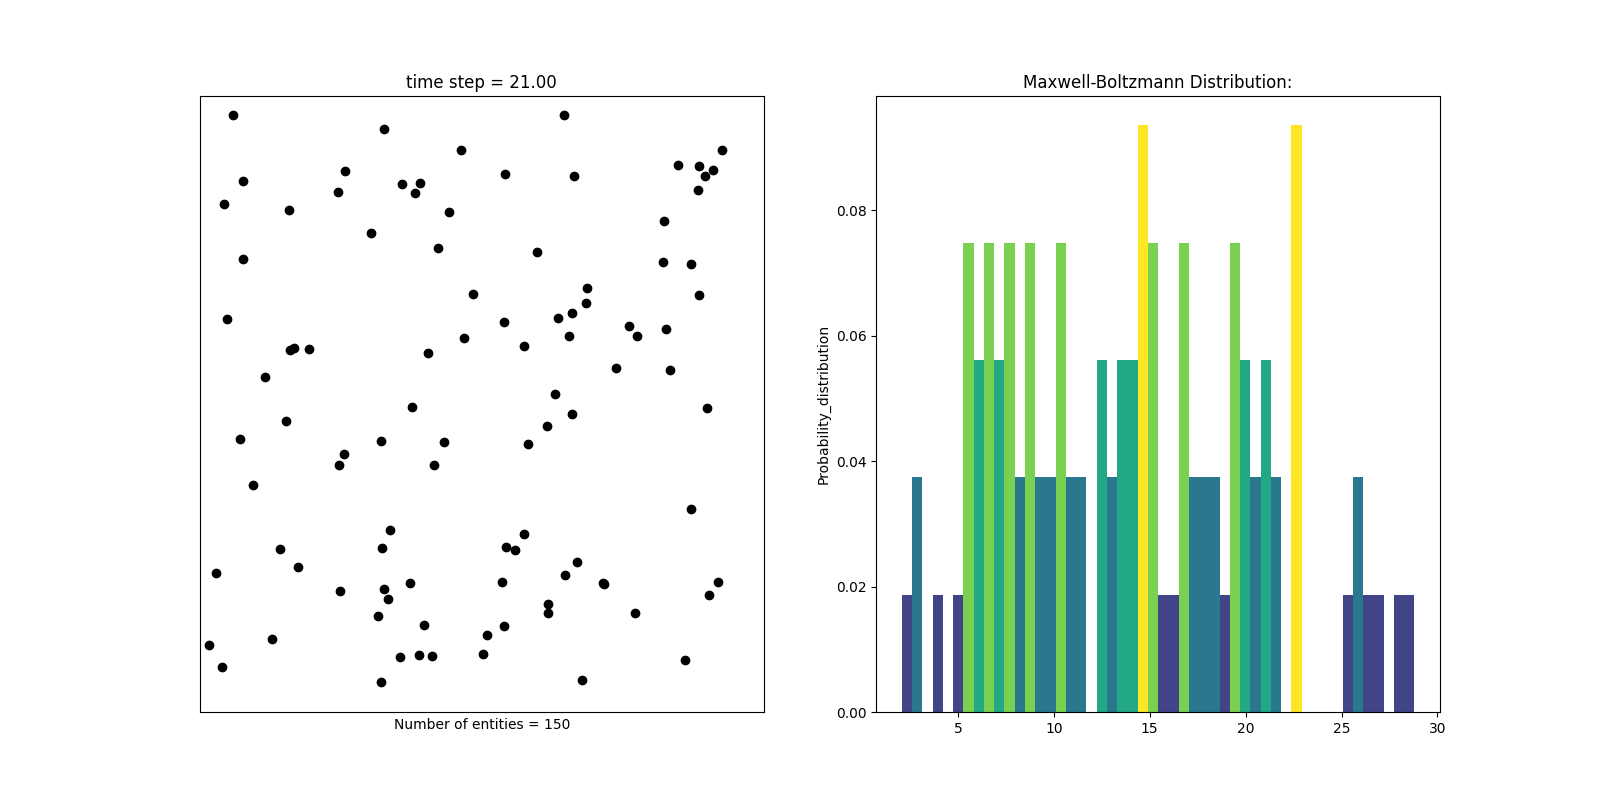 time step = 21.00
Number of entities = 150
Maxwell-Boltzmann Distribution:
Probability_distribution
0.08
0.06
0.04
0.02
0.00
5 10 15 20 25 30